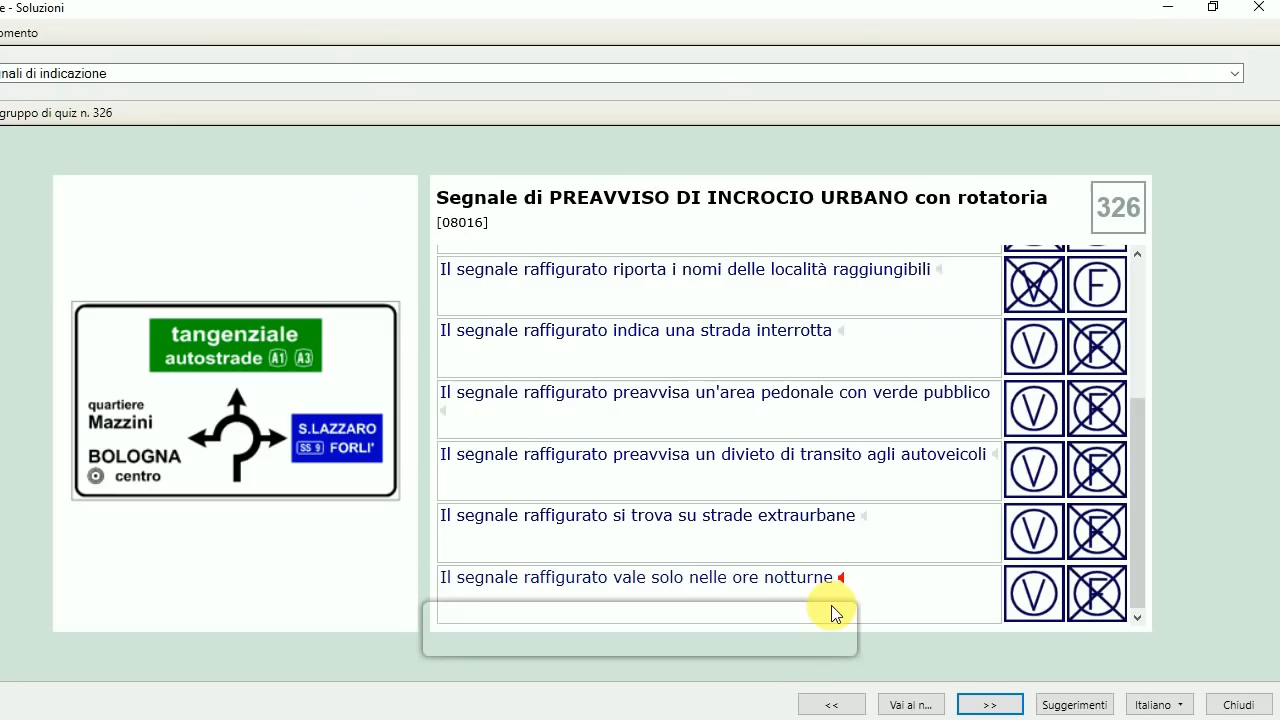 e - Soluzioni
omento
nali di indicazione
gruppo di quiz n. 326
Segnale di PREAVVISO DI INCROCIO URBANO con rotatoria
326
[08016]
Il segnale raffigurato riporta i nomi delle località raggiungibili
V F
Il segnale raffigurato indica una strada interrotta
V F
Il segnale raffigurato preavvisa un'area pedonale con verde pubblico
V F
Il segnale raffigurato preavvisa un divieto di transito agli autoveicoli
V F
Il segnale raffigurato si trova su strade extraurbane
V F
Il segnale raffigurato vale solo nelle ore notturne
V F
tangenziale
autostrade A1 A3
quartiere
Mazzini
BOLOGNA
centro
S.LAZZARO
SS 9 FORLI'
<<
Vai al n...
>>
Suggerimenti
Italiano
Chiudi